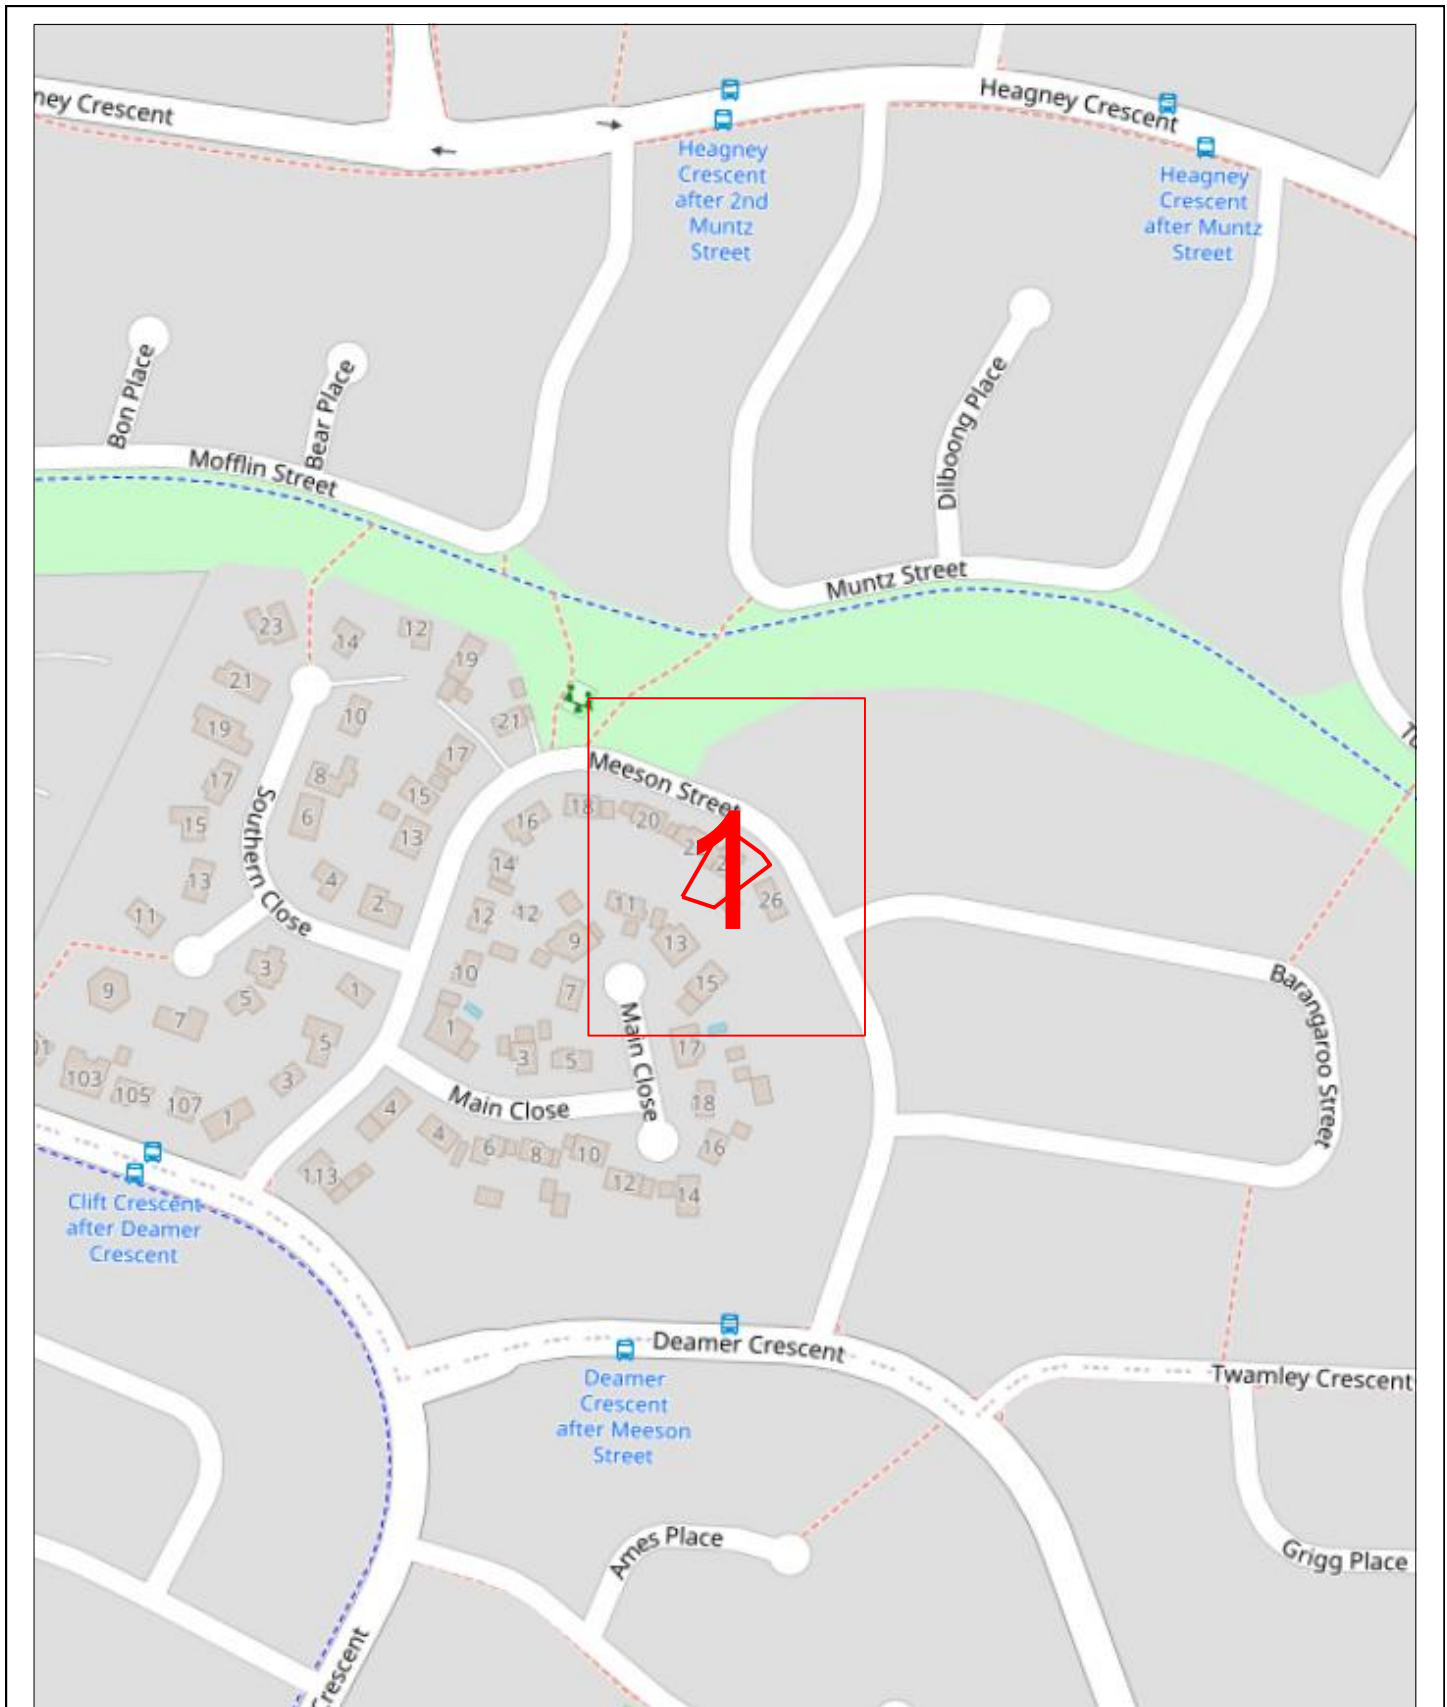 ney Crescent
Heagney Crescent
Heagney
Crescent
after 2nd
Muntz
Street
Heagney
Crescent
after Muntz
Street
Bon Place
Bear Place
Dilboong Place
Mofflin Street
Muntz Street
23
14
12
19
21
10
21
19
17
8
17
15
6
15
13
Southern Close
13
4
2
11
Meeson Street
18
20
16
1
14
26
12
12
11
9
13
3
10
15
9
1
7
5
7
1
Main Close
5
3
5
17
01
103
3
105
107
1
Main Close
18
4
4
6
8
10
16
113
12
14
Barangaroo Street
Clift Crescent
after Deamer
Crescent
Deamer Crescent
Deamer
Crescent
after Meeson
Street
Twamley Crescent
Ames Place
Grigg Place
Crescent